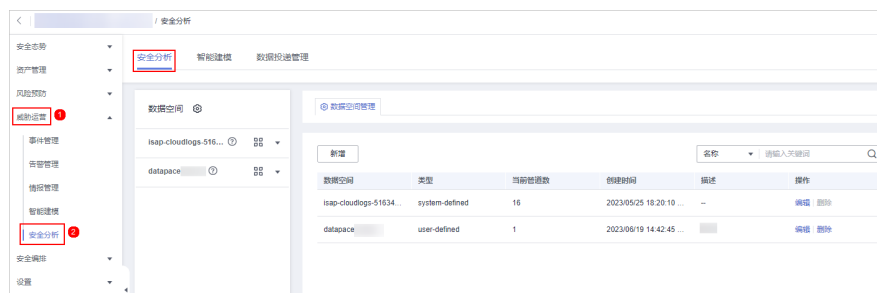 / 安全分析
安全态势
资产管理
风险预防
威胁运营 1
事件管理
告警管理
情报管理
智能建模
安全分析 2
安全编排
设置
安全分析 智能建模 数据投递管理
数据空间
isap-cloudlogs-516...
datapace
数据空间管理
新增
名称 请输入关键词
数据空间 类型 当前管道数 创建时间 描述 操作
isap-cloudlogs-51634... system-defined 16 2023/05/25 18:20:10 ... -- 编辑 删除
datapace user-defined 1 2023/06/19 14:42:45 ... 编辑 删除